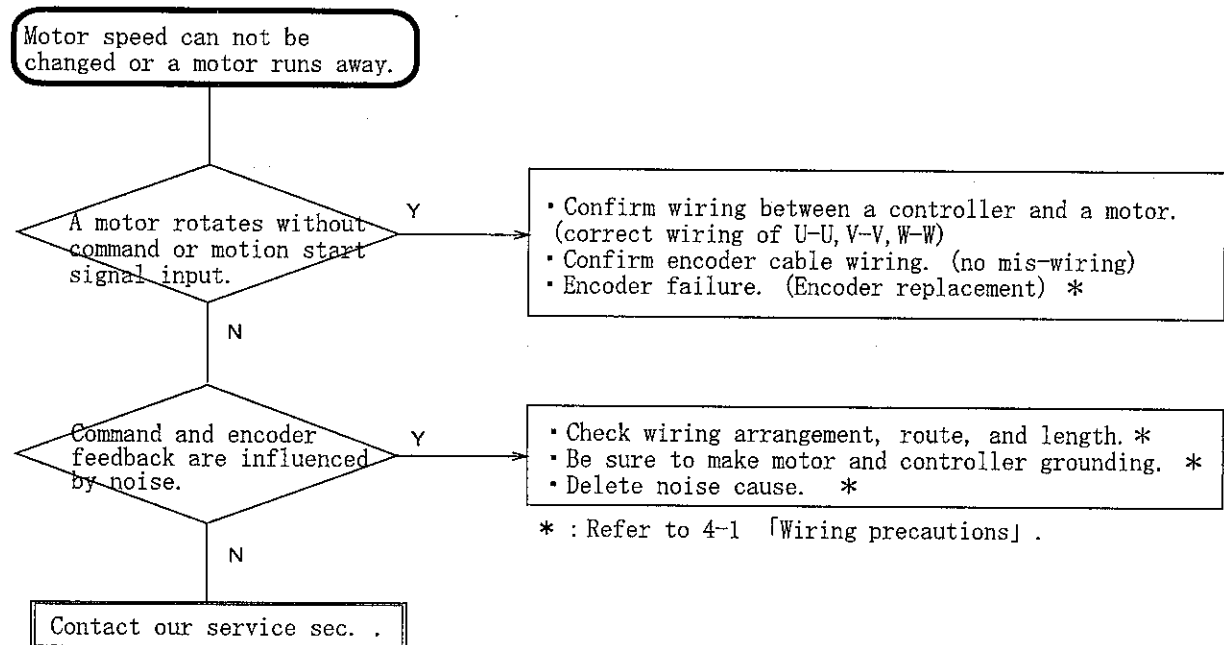 Motor speed can not be
changed or a motor runs away.
A motor rotates without
command or motion start
signal input.
Y
・Confirm wiring between a controller and a motor.
(correct wiring of U-U, V-V, W-W)
・Confirm encoder cable wiring. (no mis-wiring)
・Encoder failure. (Encoder replacement) *
N
Command and encoder
feedback are influenced
by noise.
Y
・Check wiring arrangement, route, and length. *
・Be sure to make motor and controller grounding. *
・Delete noise cause. *
* : Refer to 4-1 「Wiring precautions」.
N
Contact our service sec. .